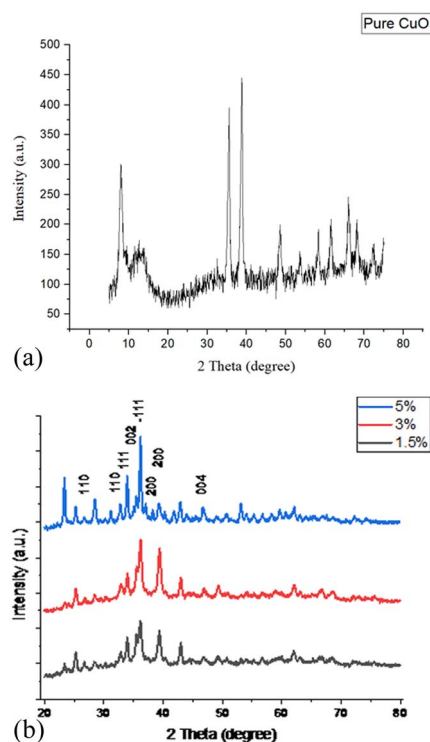 Pure CuO
500
450
400
350
300
250
200
150
100
50
Intensity (a.u.)
0 10 20 30 40 50 60 70 80
2 Theta (degree)
(a)
5%
3%
1.5%
110
110
111
002
-111
200
200
004
Intensity (a.u.)
20 30 40 50 60 70 80
2 Theta (degree)
(b)